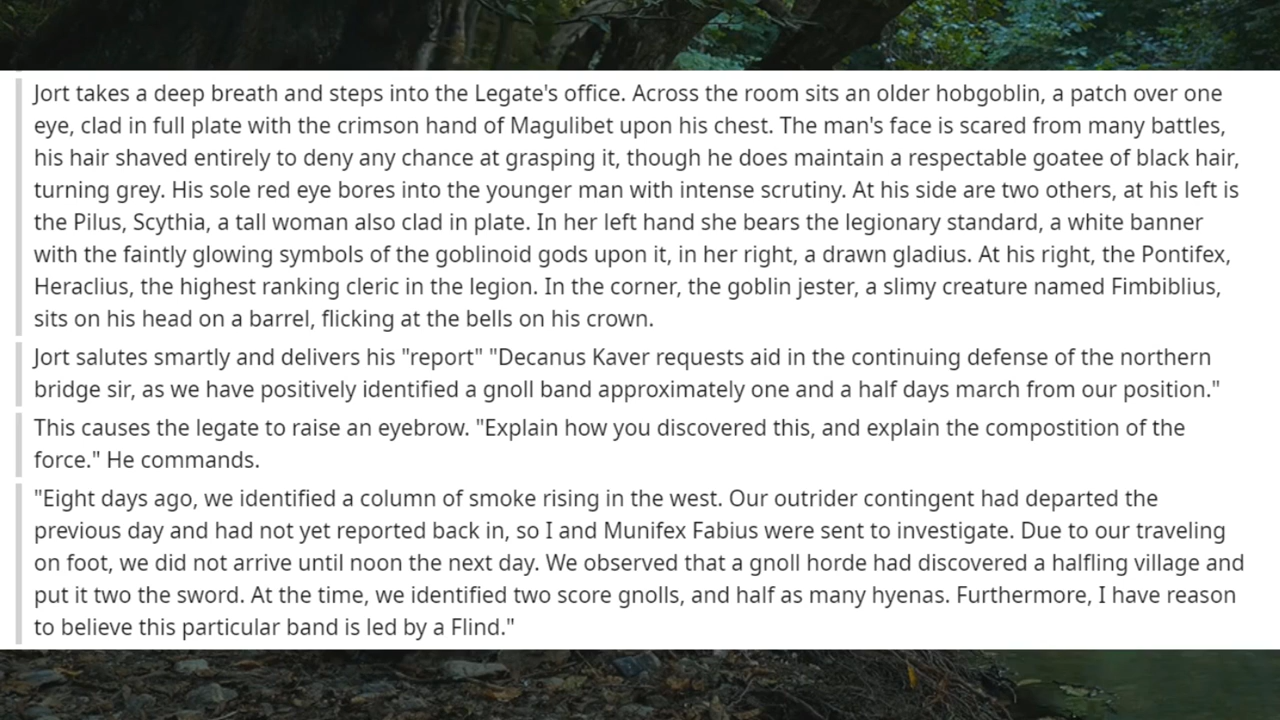 Jort takes a deep breath and steps into the Legate's office. Across the room sits an older hobgoblin, a patch over one
eye, clad in full plate with the crimson hand of Magulibet upon his chest. The man's face is scared from many battles,
his hair shaved entirely to deny any chance at grasping it, though he does maintain a respectable goatee of black hair,
turning grey. His sole red eye bores into the younger man with intense scrutiny. At his side are two others, at his left is
the Pilus, Scythia, a tall woman also clad in plate. In her left hand she bears the legionary standard, a white banner
with the faintly glowing symbols of the goblinoid gods upon it, in her right, a drawn gladius. At his right, the Pontifex,
Heraclius, the highest ranking cleric in the legion. In the corner, the goblin jester, a slimy creature named Fimbiblius,
sits on his head on a barrel, flicking at the bells on his crown.
Jort salutes smartly and delivers his "report" "Decanus Kaver requests aid in the continuing defense of the northern
bridge sir, as we have positively identified a gnoll band approximately one and a half days march from our position."
This causes the legate to raise an eyebrow. "Explain how you discovered this, and explain the compostition of the
force." He commands.
"Eight days ago, we identified a column of smoke rising in the west. Our outrider contingent had departed the
previous day and had not yet reported back in, so I and Munifex Fabius were sent to investigate. Due to our traveling
on foot, we did not arrive until noon the next day. We observed that a gnoll horde had discovered a halfling village and
put it two the sword. At the time, we identified two score gnolls, and half as many hyenas. Furthermore, I have reason
to believe this particular band is led by a Flind."